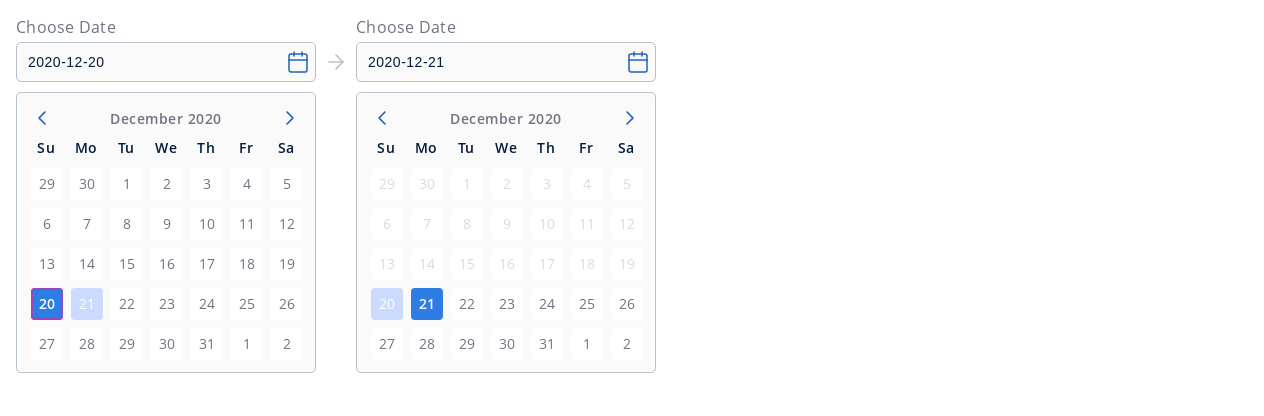 Choose Date Choose Date
2020-12-20 2020-12-21
December 2020 December 2020
Su Mo Tu We Th Fr Sa Su Mo Tu We Th Fr Sa
29 30 1 2 3 4 5 29 30 1 2 3 4 5
6 7 8 9 10 11 12 6 7 8 9 10 11 12
13 14 15 16 17 18 19 13 14 15 16 17 18 19
20 21 22 23 24 25 26 20 21 22 23 24 25 26
27 28 29 30 31 1 2 27 28 29 30 31 1 2